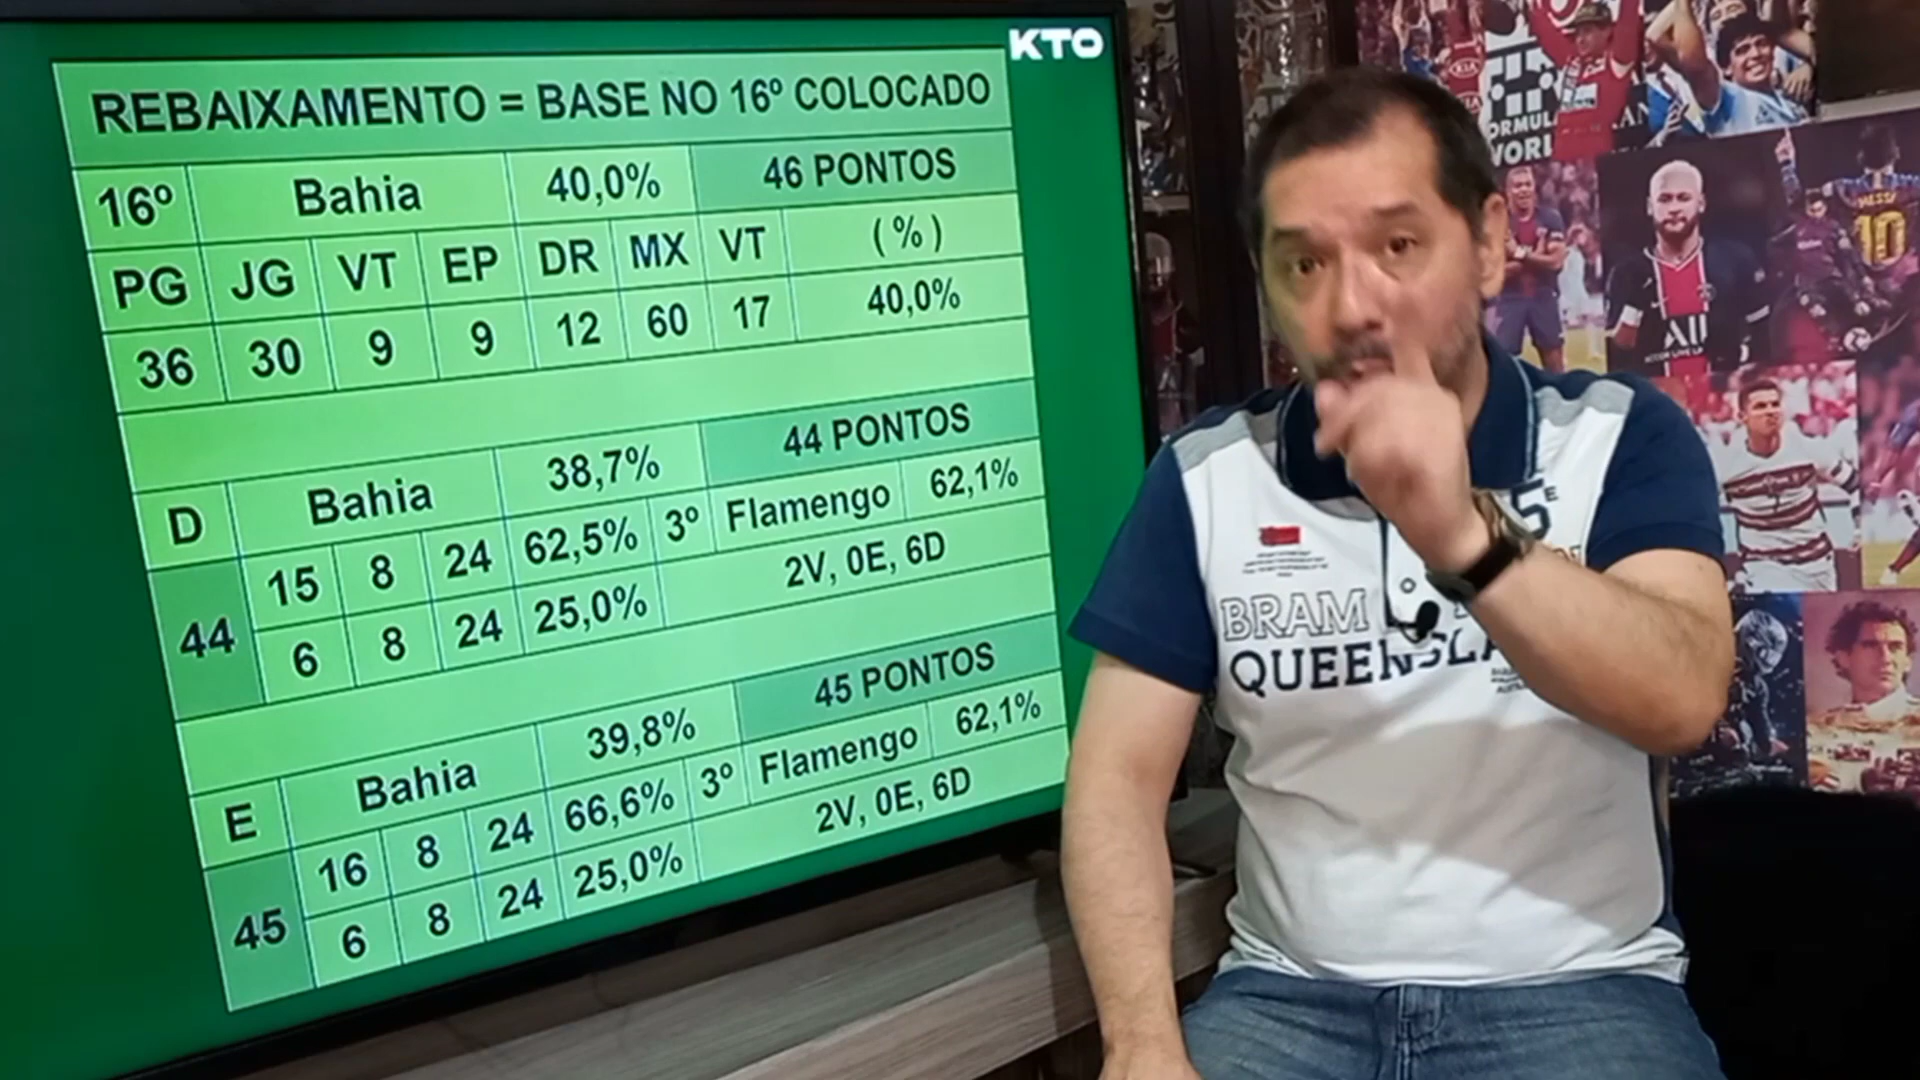 KTO
REBAIXAMENTO = BASE NO 16º COLOCADO
16º Bahia 40,0% 46 PONTOS
PG JG VT EP DR MX VT (%)
36 30 9 9 12 60 17 40,0%
D Bahia 38,7% 44 PONTOS
44 15 8 24 62,5% 3º Flamengo 62,1%
6 8 24 25,0% 2V, 0E, 6D
E Bahia 39,8% 45 PONTOS
45 16 8 24 66,6% 3º Flamengo 62,1%
6 8 24 25,0% 2V, 0E, 6D
BRAM
MESSI
10
KIA